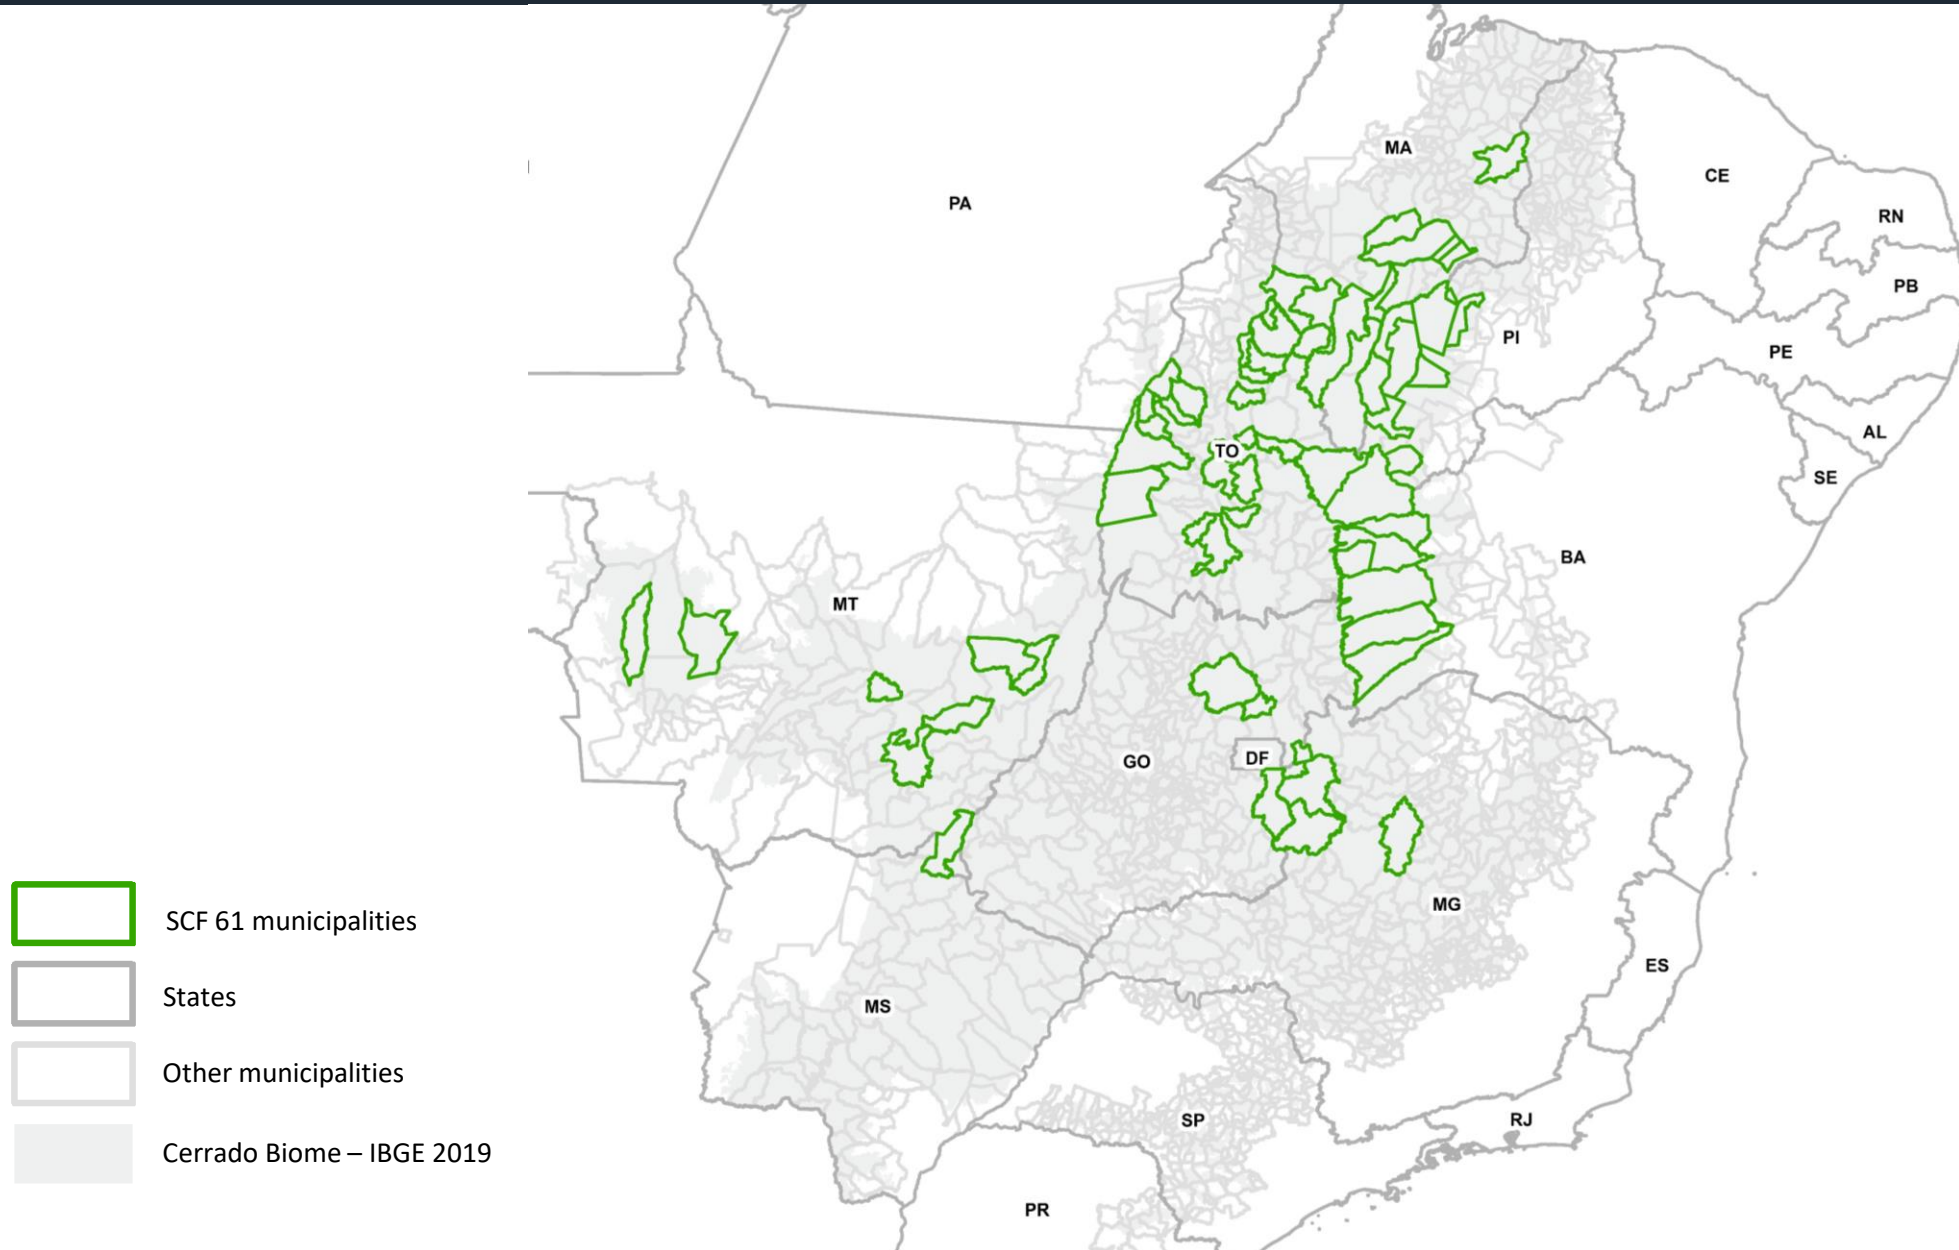 MA
CE
PA
RN
PB
PI
PE
TO
AL
SE
BA
MT
GO
DF
MG
ES
MS
SP
RJ
PR
SCF 61 municipalities
States
Other municipalities
Cerrado Biome – IBGE 2019